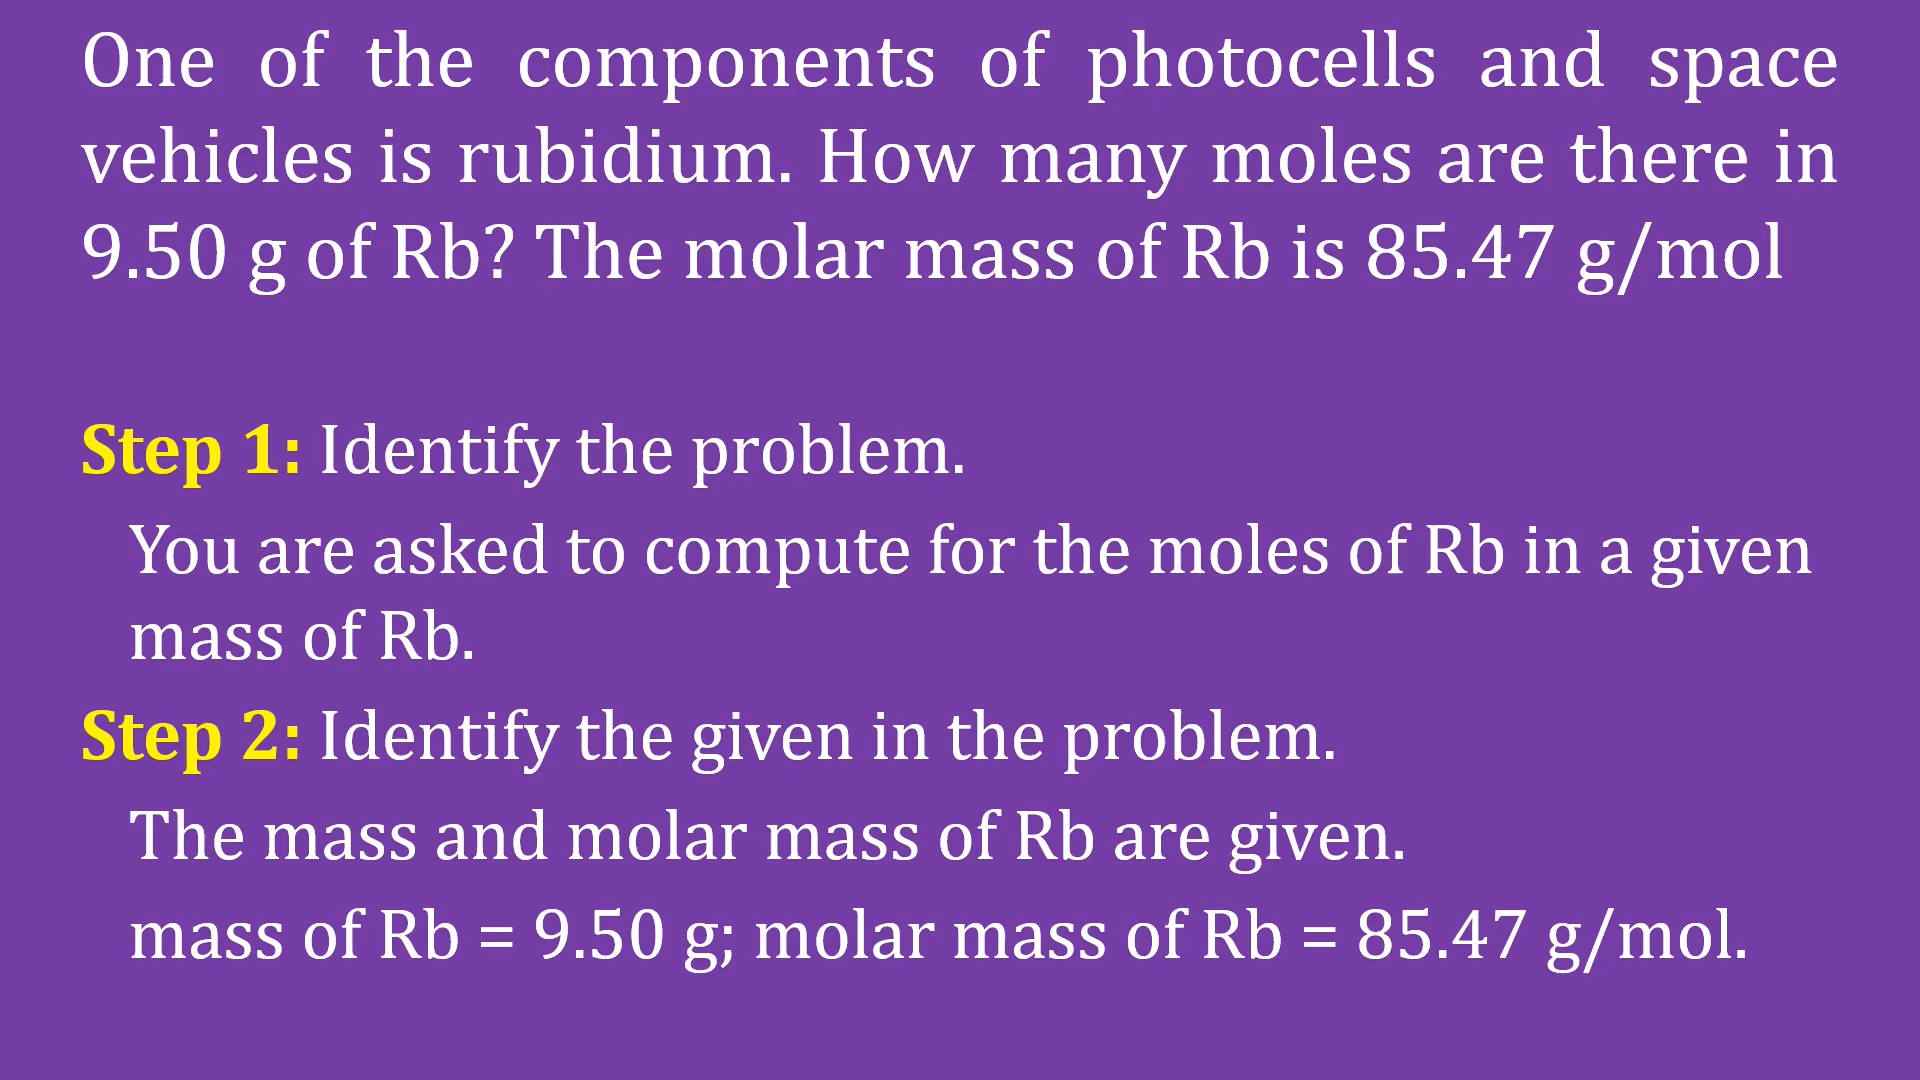 One of the components of photocells and space
vehicles is rubidium. How many moles are there in
9.50 g of Rb? The molar mass of Rb is 85.47 g/mol
Step 1: Identify the problem.
You are asked to compute for the moles of Rb in a given
mass of Rb.
Step 2: Identify the given in the problem.
The mass and molar mass of Rb are given.
mass of Rb = 9.50 g; molar mass of Rb = 85.47 g/mol.